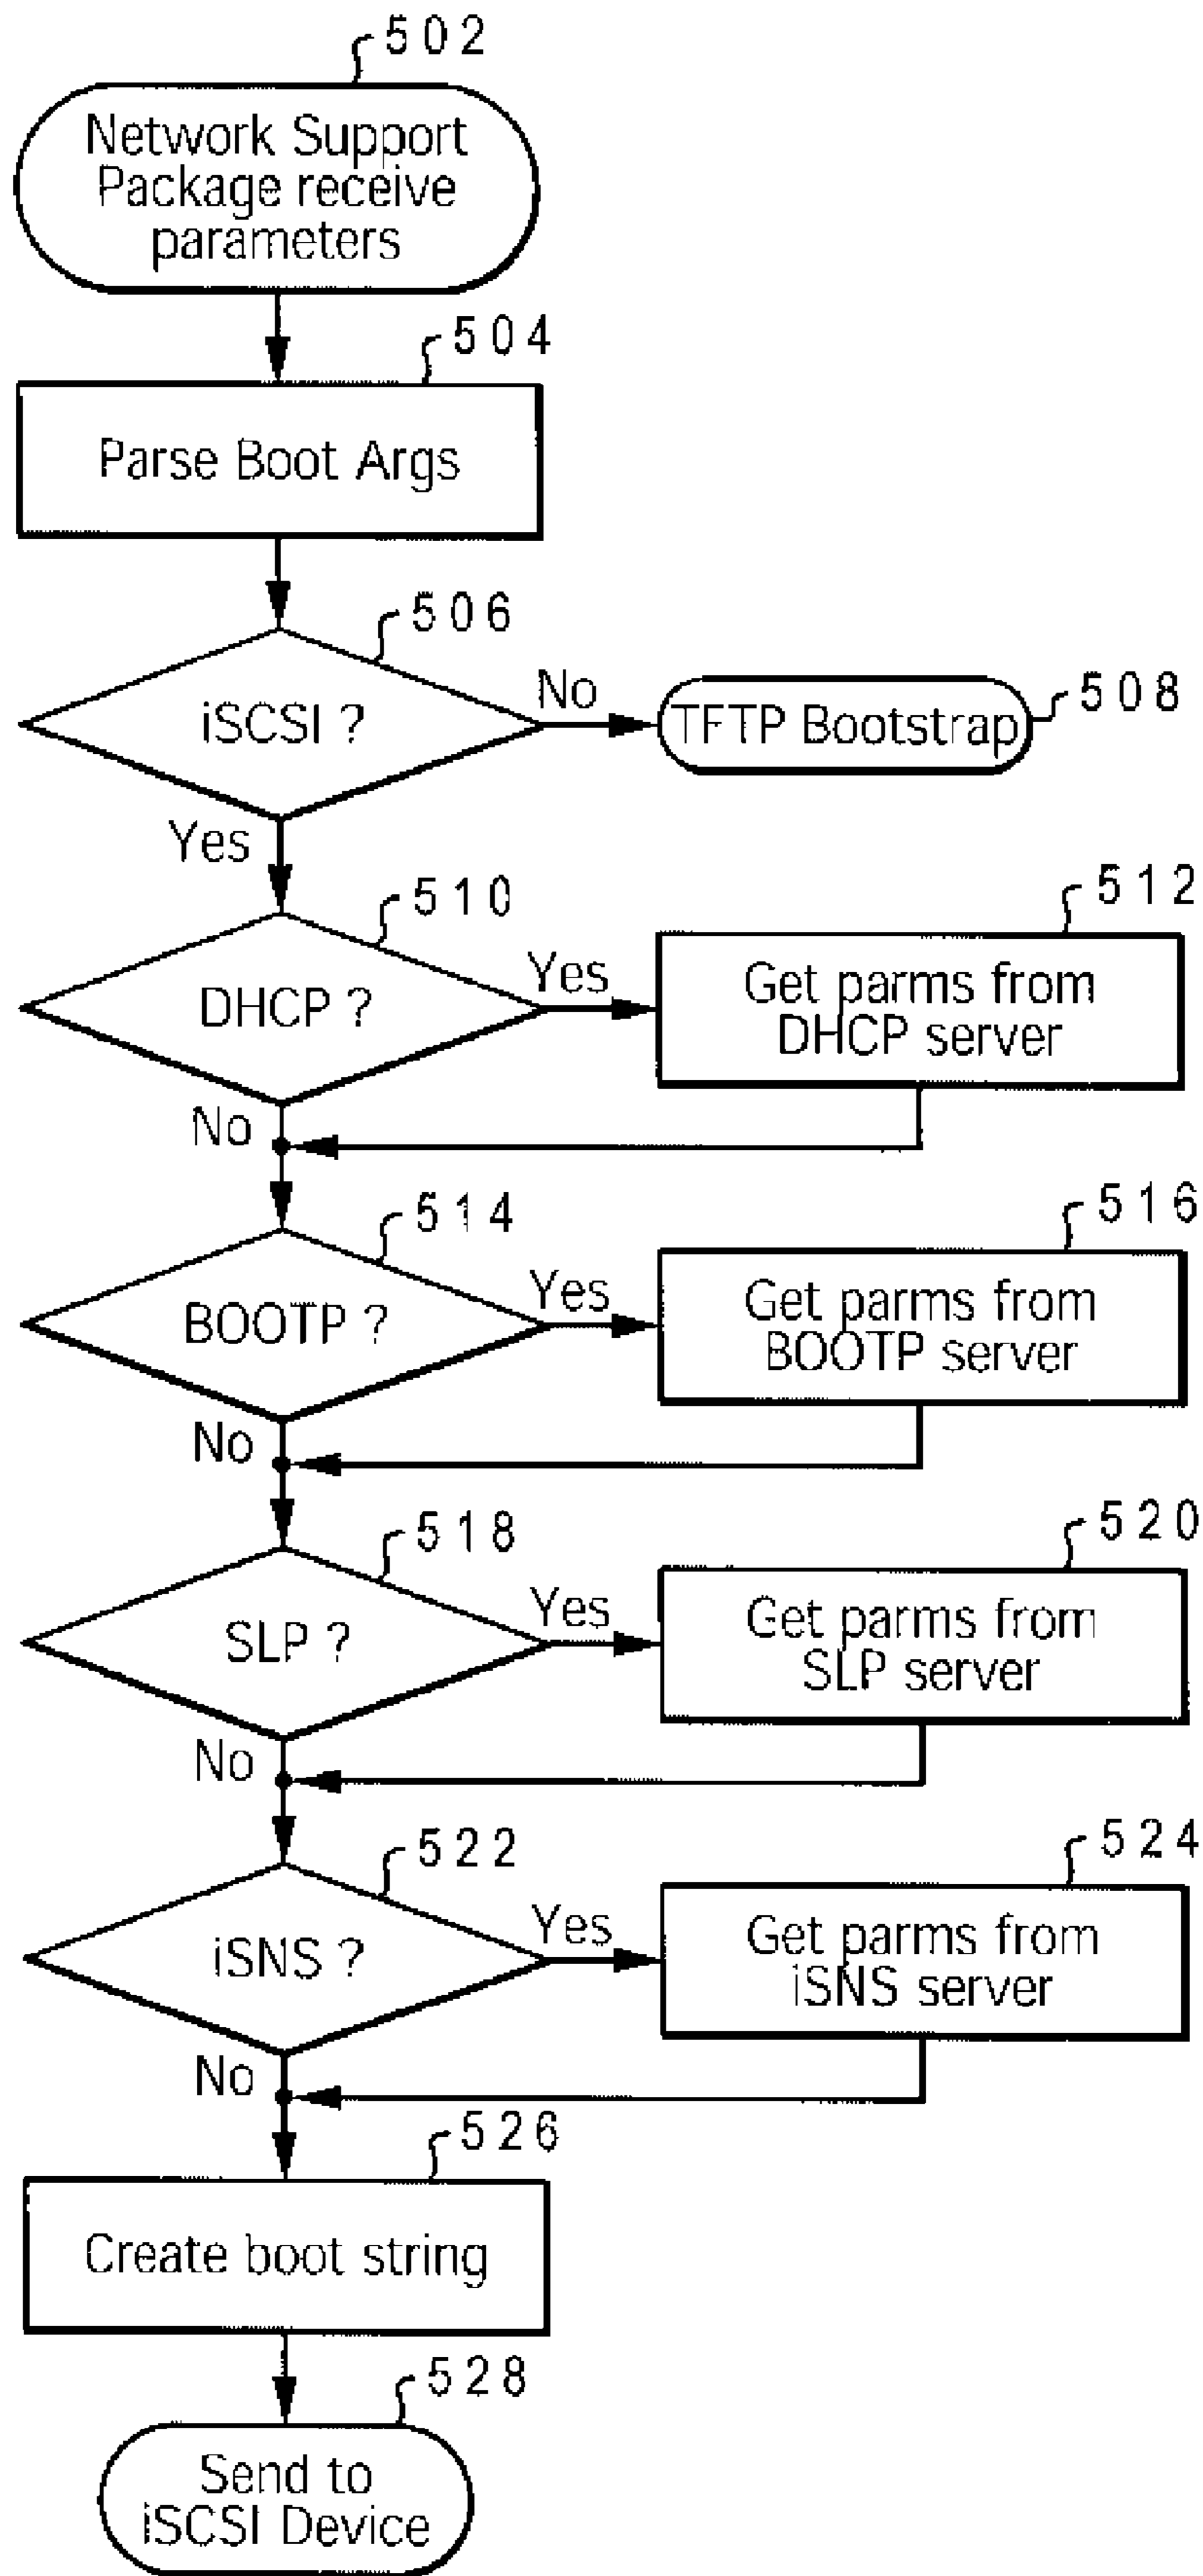 502
Network Support
Package receive
parameters
504
Parse Boot Args
506
iSCSI ?
No
TFTP Bootstrap
508
Yes
510
DHCP ?
Yes
512
Get parms from
DHCP server
No
514
BOOTP ?
Yes
516
Get parms from
BOOTP server
No
518
SLP ?
Yes
520
Get parms from
SLP server
No
522
iSNS ?
Yes
524
Get parms from
iSNS server
No
526
Create boot string
528
Send to
iSCSI Device